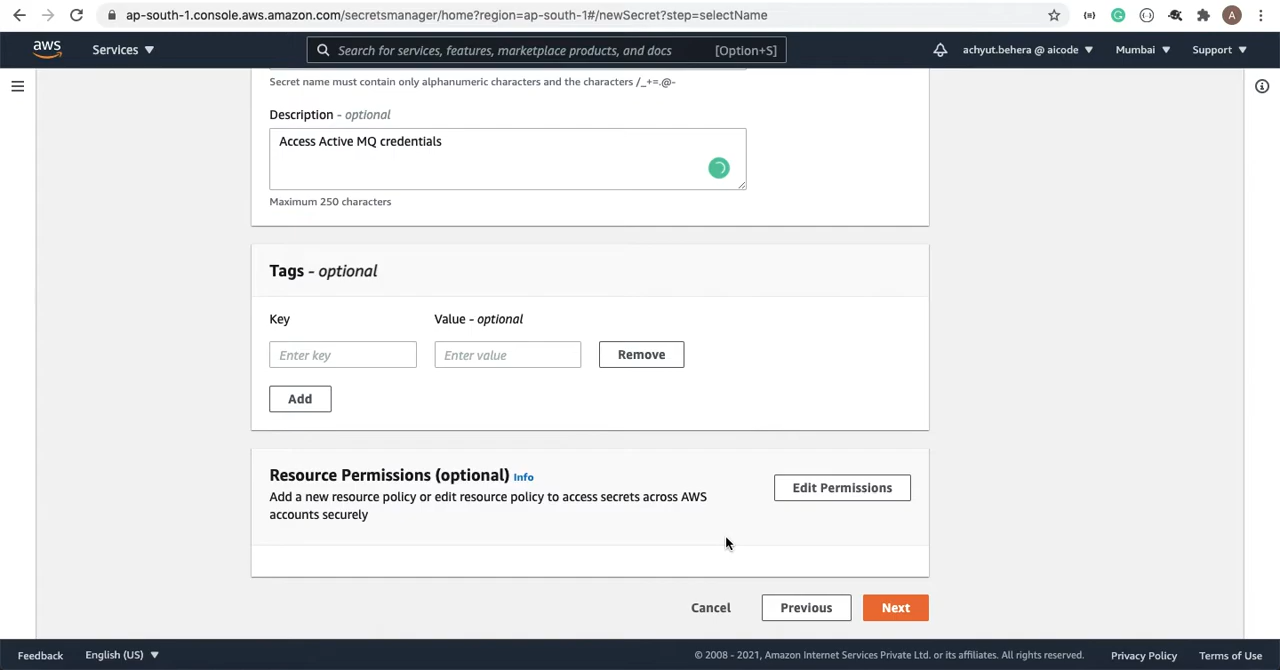 ap-south-1.console.aws.amazon.com/secretsmanager/home?region=ap-south-1#/newSecret?step=selectName
A
aws
Services
Search for services, features, marketplace products, and docs
[Option+S]
achyut.behera @ aicode
Mumbai
Support
Secret name must contain only alphanumeric characters and the characters /_+=.@-
Description - optional
Access Active MQ credentials
Maximum 250 characters
Tags - optional
Key
Value - optional
Enter key
Enter value
Remove
Add
Resource Permissions (optional) Info
Add a new resource policy or edit resource policy to access secrets across AWS
accounts securely
Edit Permissions
Cancel
Previous
Next
Feedback
English (US)
© 2008 - 2021, Amazon Internet Services Private Ltd. or its affiliates. All rights reserved.
Privacy Policy
Terms of Use